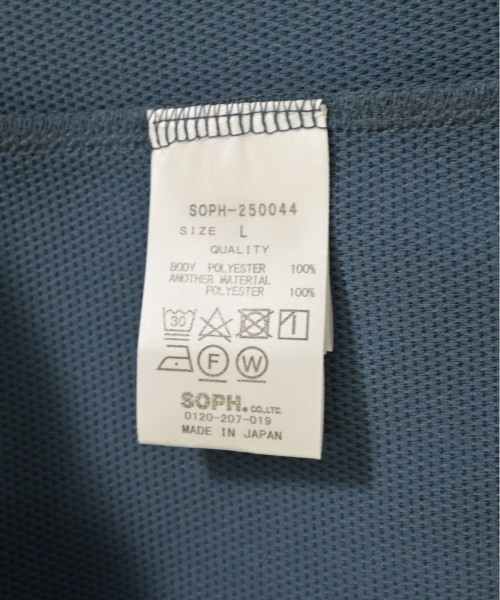 SOPH-250044
SIZE L
QUALITY
BODY POLYESTER 100%
ANOTHER MATERIAL
POLYESTER 100%
30
F W
SOPH. CO.,LTD.
0120-207-019
MADE IN JAPAN